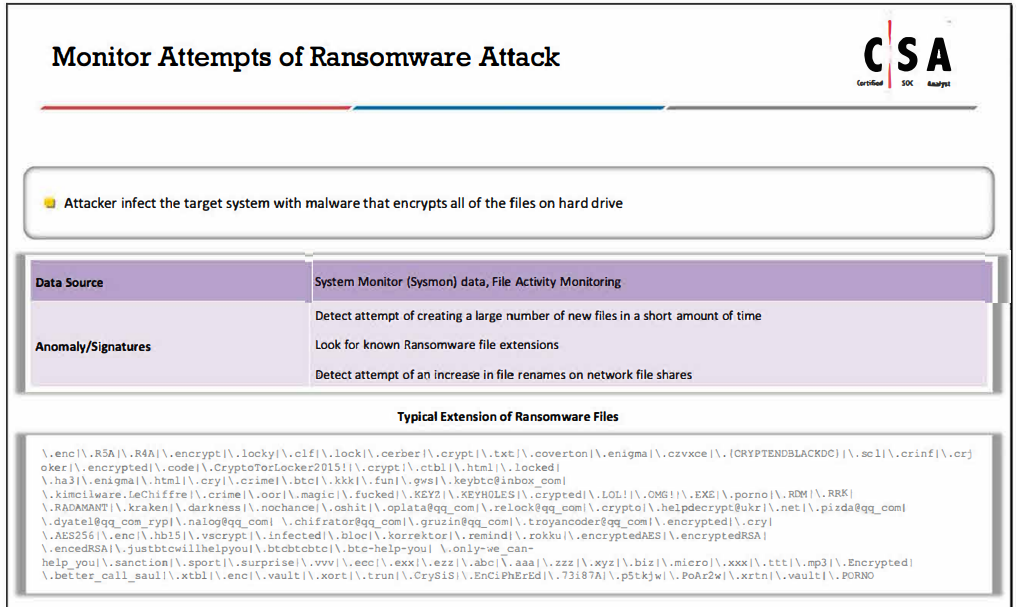 Monitor Attempts of Ransomware Attack
CSA
Certified SOC Analyst
Attacker infect the target system with malware that encrypts all of the files on hard drive
Data Source
System Monitor (Sysmon) data, File Activity Monitoring
Anomaly/Signatures
Detect attempt of creating a large number of new files in a short amount of time
Look for known Ransomware file extensions
Detect attempt of an increase in file renames on network file shares
Typical Extension of Ransomware Files
\.enc|\.R5A|\.R4A|\.encrypt|\.locky|\.clf|\.lock|\.cerber|\.crypt|\.txt|\.coverton|\.enigma|\.czvxce|\.{CRYPTENDBLACKDC}|\.scl|\.crinf|\.crj
oker|\.encrypted|\.code|\.CryptoTorLocker2015!|\.crypt|\.ctbl|\.html|\.locked|
\.ha3|\.enigma|\.html|\.cry|\.crime|\.btc|\.kkk|\.fun|\.gws|\.keybtc@inbox_com|
\.kimcilware.LeChiffre|\.crime|\.oor|\.magic|\.fucked|\.KEYZ|\.KEYH0LES|\.crypted|\.LOL!|\.OMG!|\.EXE|\.porno|\.RDM|\.RRK|
\.RADAMANT|\.kraken|\.darkness|\.nochance|\.oshit|\.oplata@qq_com|\.relock@qq_com|\.crypto|\.helpdecrypt@ukr|\.net|\.pizda@qq_com|
\.dyatel@qq_com_ryp|\.nalog@qq_com| \.chifrator@qq_com|\.gruzin@qq_com|\.troyancoder@qq_com|\.encrypted|\.cry|
\.AES256|\.enc|\.hb15|\.vscrypt|\.infected|\.bloc|\.korrektor|\.remind|\.rokku|\.encryptedAES|\.encryptedRSA|
\.encedRSA|\.justbtcwillhelpyou|\.btcbtcbtc|\.btc-help-you| \.only-we_can-
help_you|\.sanction|\.sport|\.surprise|\.vvv|\.ecc|\.exx|\.ezz|\.abc|\.aaa|\.zzz|\.xyz|\.biz|\.micro|\.xxx|\.ttt|\.mp3|\.Encrypted|
\.better_call_saul|\.xtbl|\.enc|\.vault|\.xort|\.trun|\.CrySiS|\.EnCiPhErEd|\.73i87A|\.p5tkjw|\.PoAr2w|\.xrtn|\.vault|\.PORNO